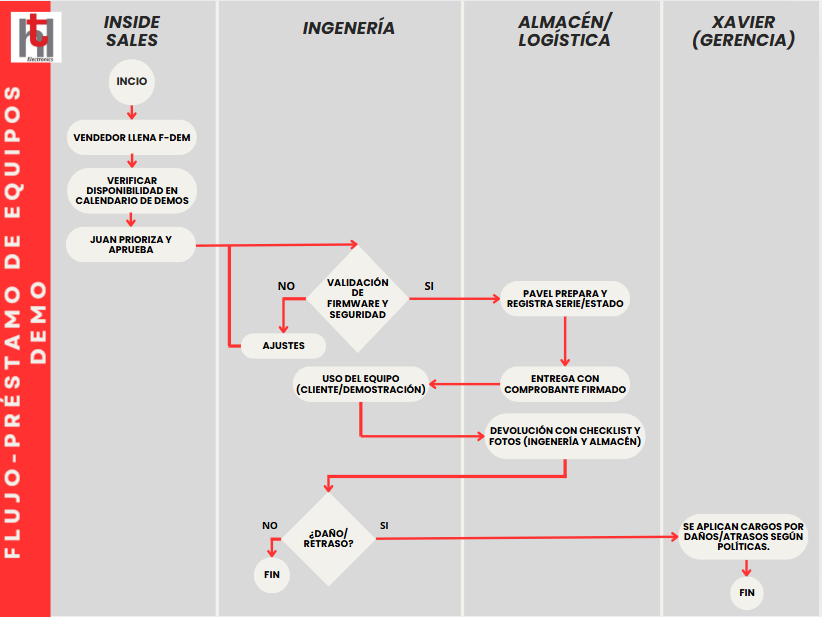 INSIDE
SALES
INGENERÍA
ALMACÉN/
LOGÍSTICA
XAVIER
(GERENCIA)
th
Electronics
FLUJO-PRÉSTAMO DE EQUIPOS
DEMO
INCIO
VENDEDOR LLENA F-DEM
VERIFICAR
DISPONIBILIDAD EN
CALENDARIO DE DEMOS
JUAN PRIORIZA Y
APRUEBA
VALIDACIÓN
DE
FIRMWARE Y
SEGURIDAD
NO
SI
AJUSTES
PAVEL PREPARA Y
REGISTRA SERIE/ESTADO
ENTREGA CON
COMPROBANTE FIRMADO
USO DEL EQUIPO
(CLIENTE/DEMOSTRACIÓN)
DEVOLUCIÓN CON CHECKLIST Y
FOTOS (INGENERÍA Y ALMACÉN)
¿DAÑO/
RETRASO?
NO
SI
FIN
SE APLICAN CARGOS POR
DAÑOS/ATRASOS SEGÚN
POLÍTICAS.
FIN